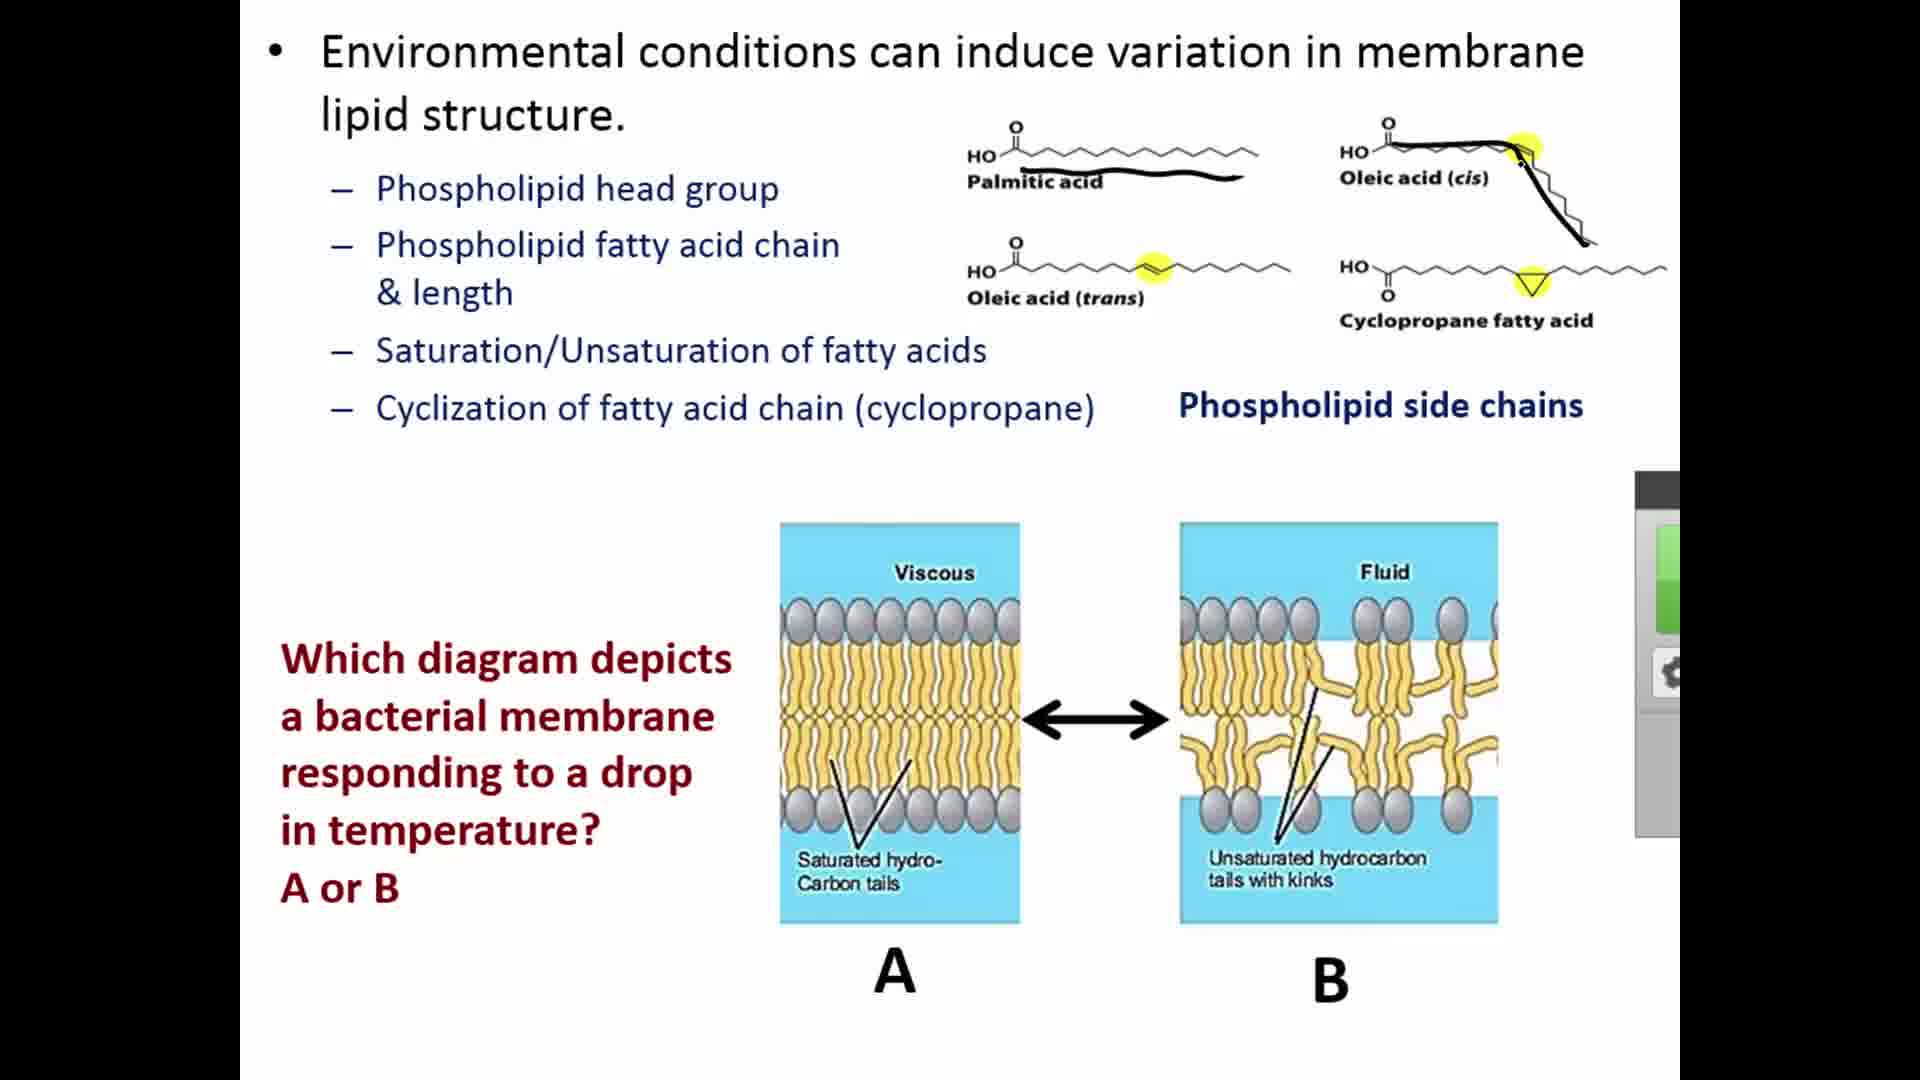 • Environmental conditions can induce variation in membrane
lipid structure.
– Phospholipid head group
– Phospholipid fatty acid chain
& length
– Saturation/Unsaturation of fatty acids
– Cyclization of fatty acid chain (cyclopropane)
O
HO
Palmitic acid
O
HO
Oleic acid (cis)
O
HO
Oleic acid (trans)
HO
O
Cyclopropane fatty acid
Phospholipid side chains
Which diagram depicts
a bacterial membrane
responding to a drop
in temperature?
A or B
Viscous
Saturated hydro-
Carbon tails
A
Fluid
Unsaturated hydrocarbon
tails with kinks
B